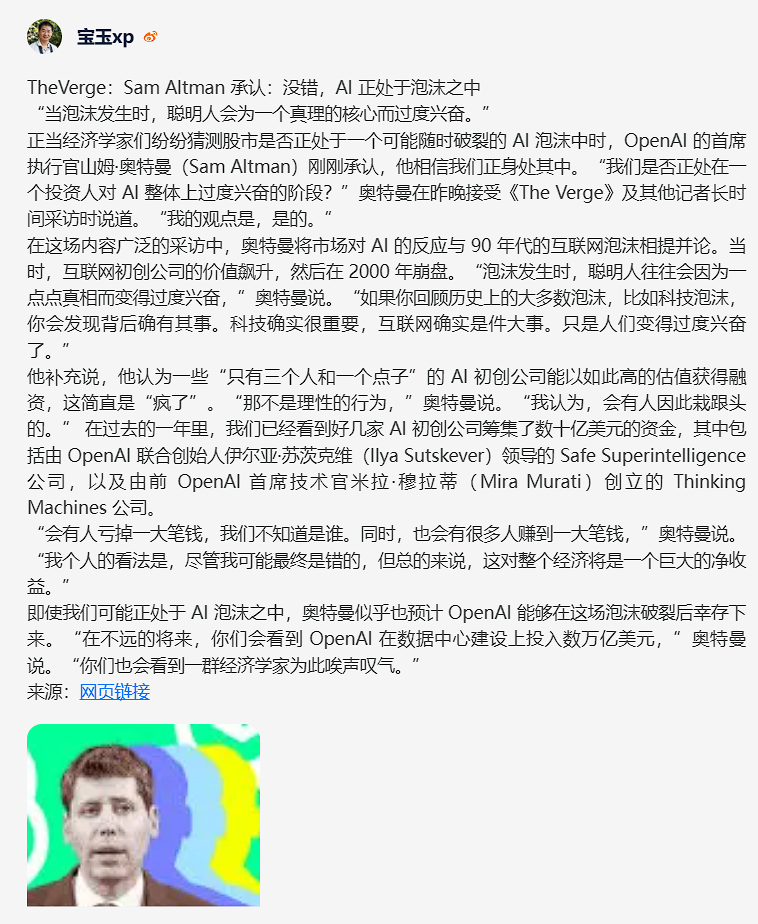 宝玉xp
TheVerge：Sam Altman 承认：没错，AI 正处于泡沫之中
“当泡沫发生时，聪明人会为一个真理的核心而过度兴奋。”
正当经济学家们纷纷猜测股市是否正处于一个可能随时破裂的 AI 泡沫中时，OpenAI 的首席
执行官山姆·奥特曼（Sam Altman）刚刚承认，他相信我们正身处其中。“我们是否正处在一
个投资人对 AI 整体上过度兴奋的阶段？”奥特曼在昨晚接受《The Verge》及其他记者长时
间采访时说道。“我的观点是，是的。“
在这场内容广泛的采访中，奥特曼将市场对 AI 的反应与 90 年代的互联网泡沫相提并论。当
时，互联网初创公司的价值飙升，然后在 2000 年崩盘。“泡沫发生时，聪明人往往会因为一
点点真相而变得过度兴奋，”奥特曼说。“如果你回顾历史上的大多数泡沫，比如科技泡沫，
你会发现背后确有其事。科技确实很重要，互联网确实是件大事。只是人们变得过度兴奋
了。”
他补充说，他认为一些“只有三个人和一个点子”的 AI 初创公司能以如此高的估值获得融
资，这简直是“疯了”。“那不是理性的行为，”奥特曼说。“我认为，会有人因此栽跟头
的。” 在过去的一年里，我们已经看到好几家 AI 初创公司筹集了数十亿美元的资金，其中包
括由 OpenAI 联合创始人伊尔亚·苏茨克维（Ilya Sutskever）领导的 Safe Superintelligence
公司，以及由前 OpenAI 首席技术官米拉·穆拉蒂（Mira Murati）创立的 Thinking
Machines 公司。
“会有人亏掉一大笔钱，我们不知道是谁。同时，也会有很多人赚到一大笔钱，”奥特曼说。
“我个人的看法是，尽管我可能最终是错的，但总的来说，这对整个经济将是一个巨大的净收
益。”
即使我们可能正处于 AI 泡沫之中，奥特曼似乎也预计 OpenAI 能够在这场泡沫破裂后幸存下
来。“在不远的将来，你们会看到 OpenAI 在数据中心建设上投入数万亿美元，“奥特曼
说。“你们也会看到一群经济学家为此唉声叹气。”
来源：网页链接